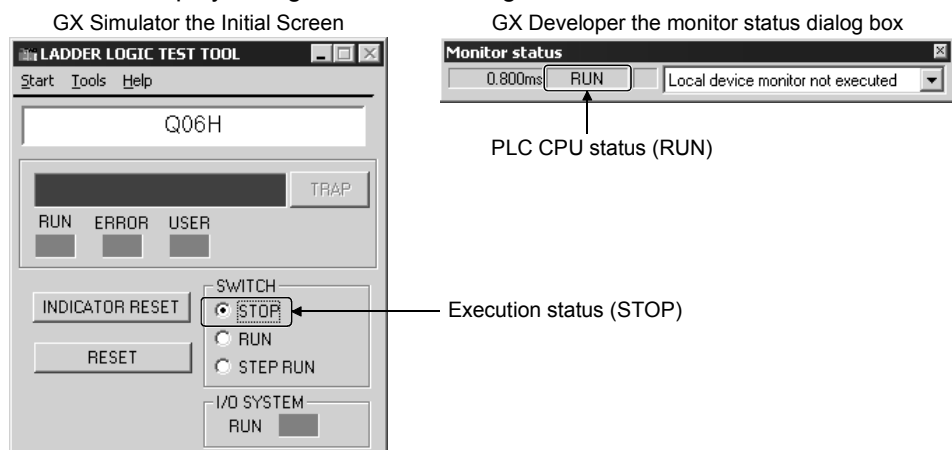 GX Simulator the Initial Screen
LADDER LOGIC TEST TOOL
Start Tools Help
Q06H
TRAP
RUN ERROR USER
INDICATOR RESET
RESET
SWITCH
STOP
RUN
STEP RUN
I/O SYSTEM
RUN
GX Developer the monitor status dialog box
Monitor status
0.800ms RUN Local device monitor not executed
PLC CPU status (RUN)
Execution status (STOP)